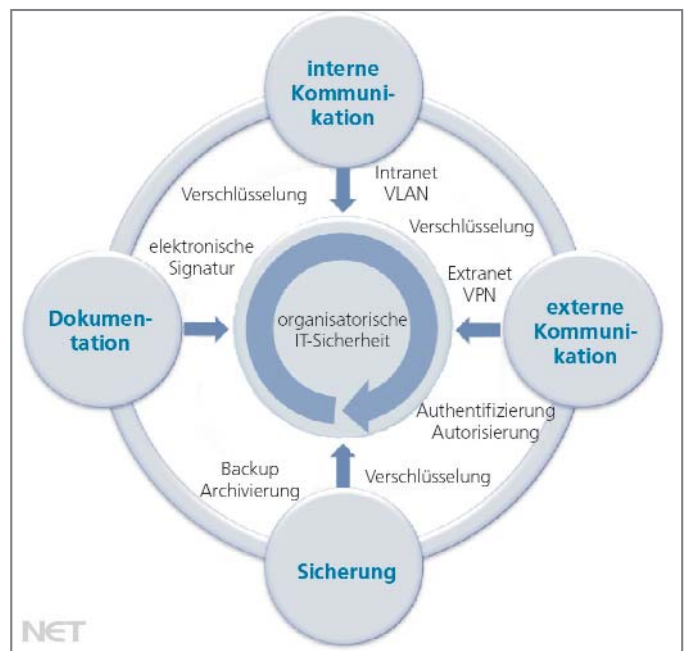 interne
Kommuni-
kation
Verschlüsselung
Intranet
VLAN
elektronische
Signatur
Verschlüsselung
Extranet
VPN
Dokumen-
tation
organisatorische
IT-Sicherheit
externe
Kommuni-
kation
Authentifizierung
Autorisierung
Backup
Archivierung
Verschlüsselung
Sicherung
NET